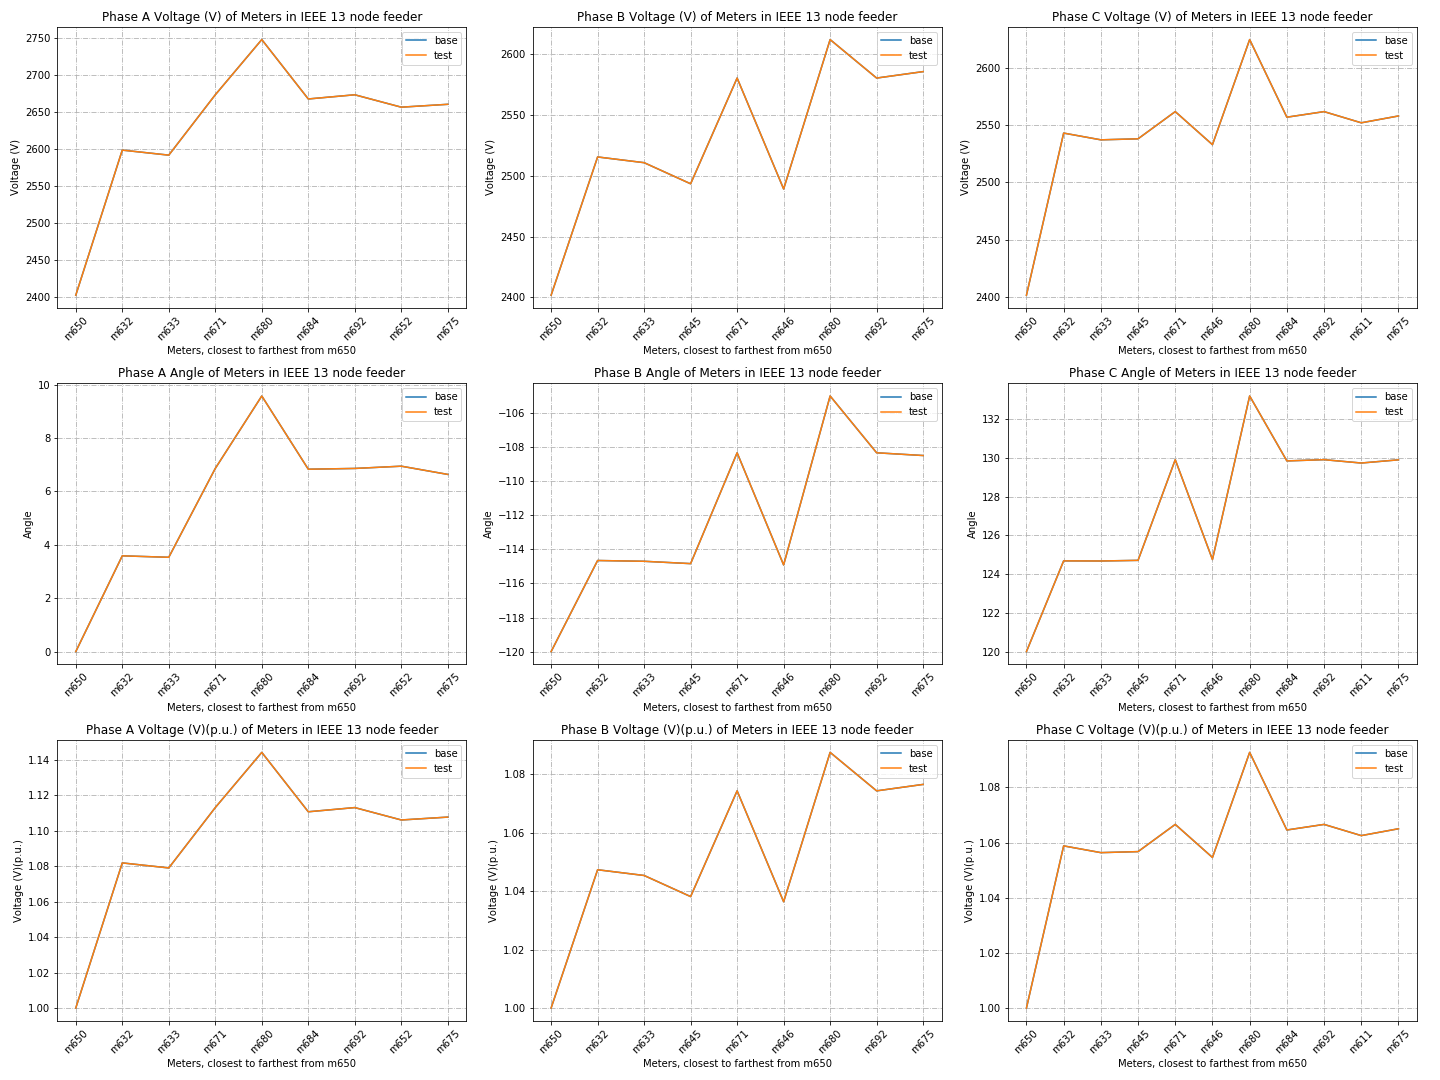 Phase A Voltage (V) of Meters in IEEE 13 node feeder
Voltage (V)
2750
2700
2650
2600
2550
2500
2450
2400
base
test
m650 m632 m633 m671 m680 m684 m692 m652 m675
Meters, closest to farthest from m650
Phase B Voltage (V) of Meters in IEEE 13 node feeder
Voltage (V)
2600
2550
2500
2450
2400
base
test
m650 m632 m633 m645 m671 m646 m680 m692 m675
Meters, closest to farthest from m650
Phase C Voltage (V) of Meters in IEEE 13 node feeder
Voltage (V)
2600
2550
2500
2450
2400
base
test
m650 m632 m633 m645 m671 m646 m680 m684 m692 m611 m675
Meters, closest to farthest from m650
Phase A Angle of Meters in IEEE 13 node feeder
Angle
10
8
6
4
2
0
base
test
m650 m632 m633 m671 m680 m684 m692 m652 m675
Meters, closest to farthest from m650
Phase B Angle of Meters in IEEE 13 node feeder
Angle
−106
−108
−110
−112
−114
−116
−118
−120
base
test
m650 m632 m633 m645 m671 m646 m680 m692 m675
Meters, closest to farthest from m650
Phase C Angle of Meters in IEEE 13 node feeder
Angle
132
130
128
126
124
122
120
base
test
m650 m632 m633 m645 m671 m646 m680 m684 m692 m611 m675
Meters, closest to farthest from m650
Phase A Voltage (V)(p.u.) of Meters in IEEE 13 node feeder
Voltage (V)(p.u.)
1.14
1.12
1.10
1.08
1.06
1.04
1.02
1.00
base
test
m650 m632 m633 m671 m680 m684 m692 m652 m675
Meters, closest to farthest from m650
Phase B Voltage (V)(p.u.) of Meters in IEEE 13 node feeder
Voltage (V)(p.u.)
1.08
1.06
1.04
1.02
1.00
base
test
m650 m632 m633 m645 m671 m646 m680 m692 m675
Meters, closest to farthest from m650
Phase C Voltage (V)(p.u.) of Meters in IEEE 13 node feeder
Voltage (V)(p.u.)
1.08
1.06
1.04
1.02
1.00
base
test
m650 m632 m633 m645 m671 m646 m680 m684 m692 m611 m675
Meters, closest to farthest from m650